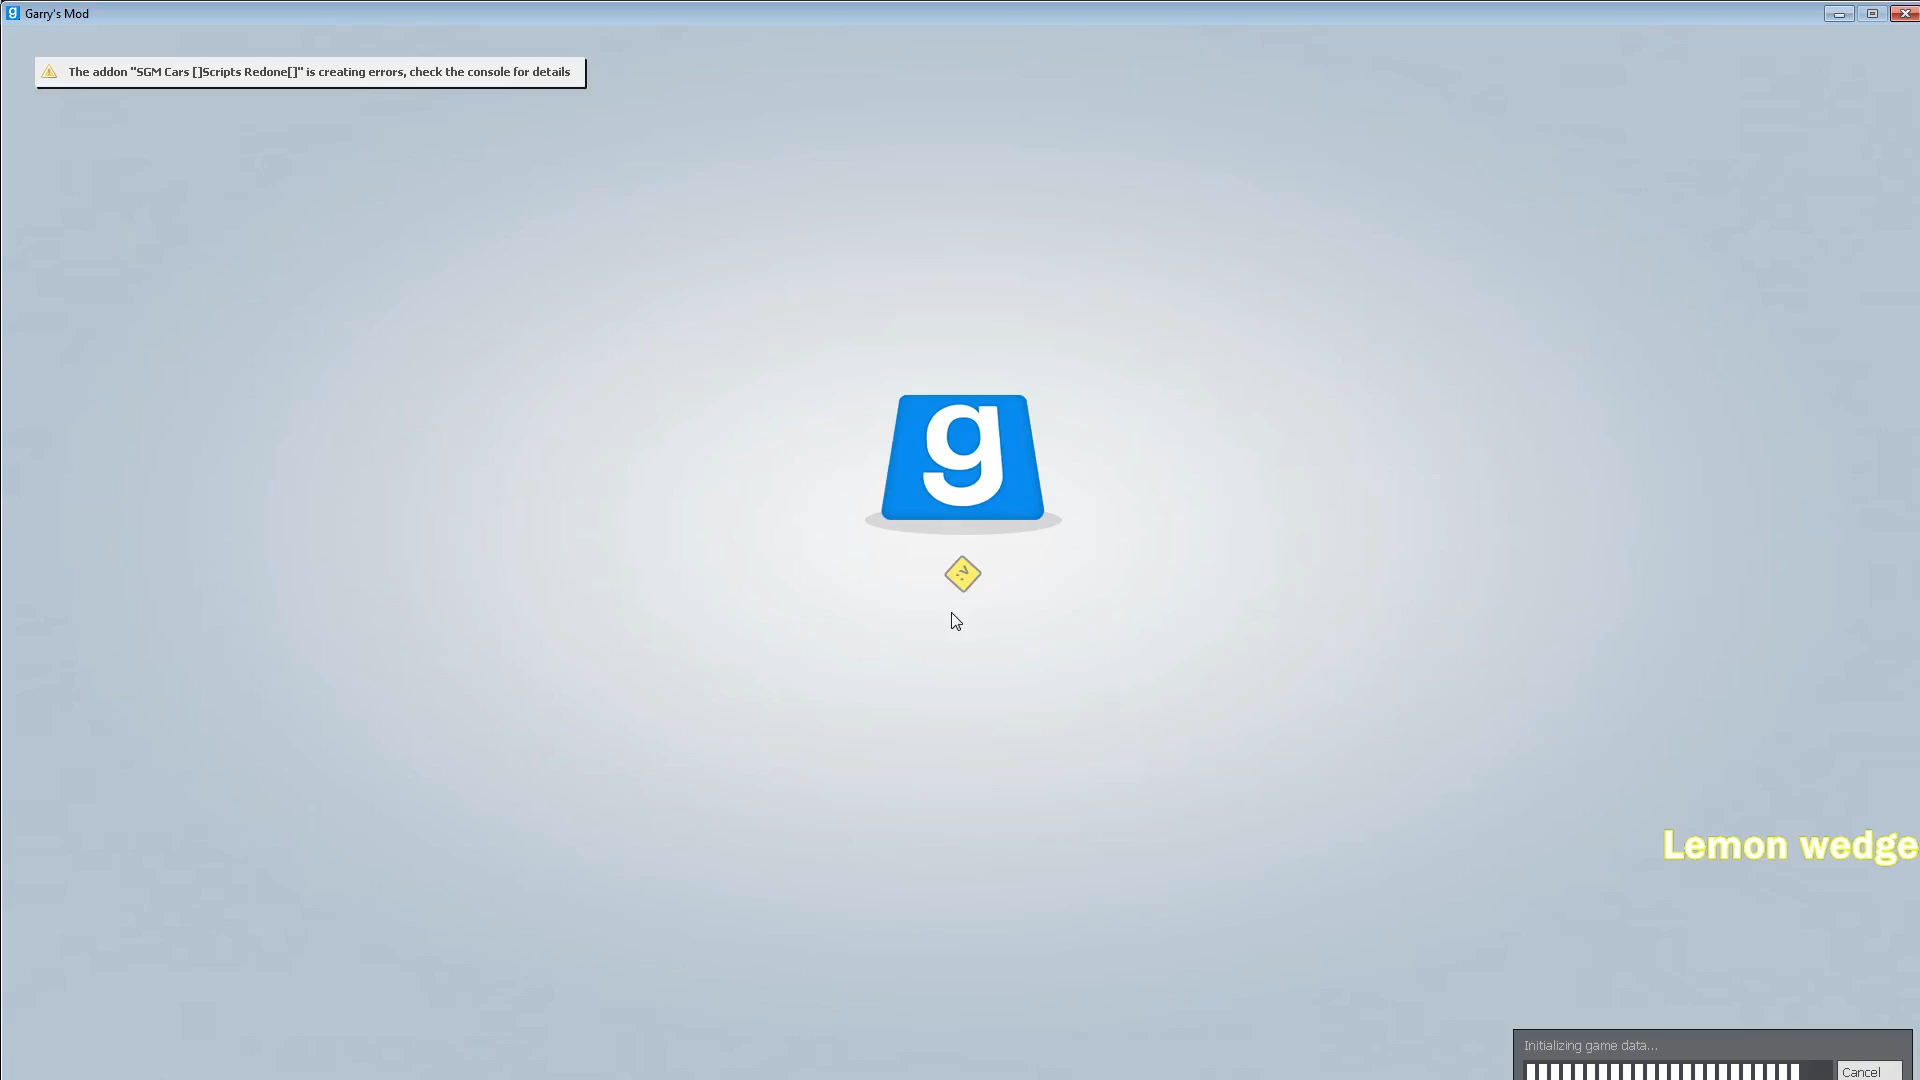 Garry's Mod
The addon "SGM Cars []Scripts Redone[]" is creating errors, check the console for details
g
:v
Lemon wedge
Initializing game data...
Cancel